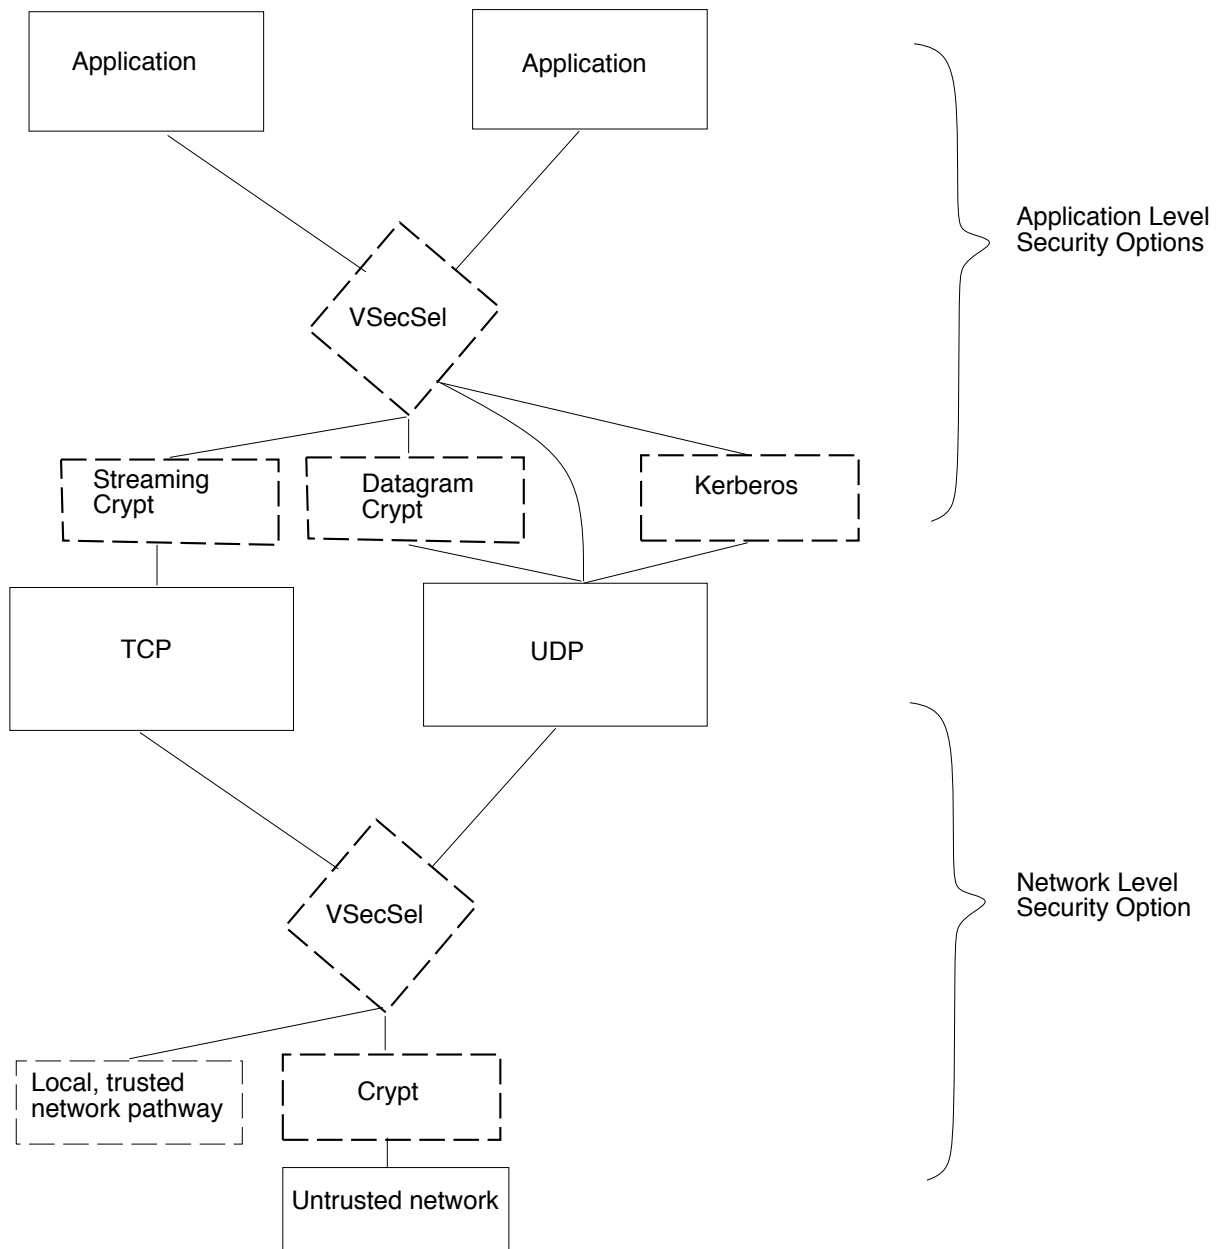 Application
Application
Application Level
Security Options
VSecSel
Streaming
Crypt
Datagram
Crypt
Kerberos
TCP
UDP
Network Level
Security Option
VSecSel
Local, trusted
network pathway
Crypt
Untrusted network